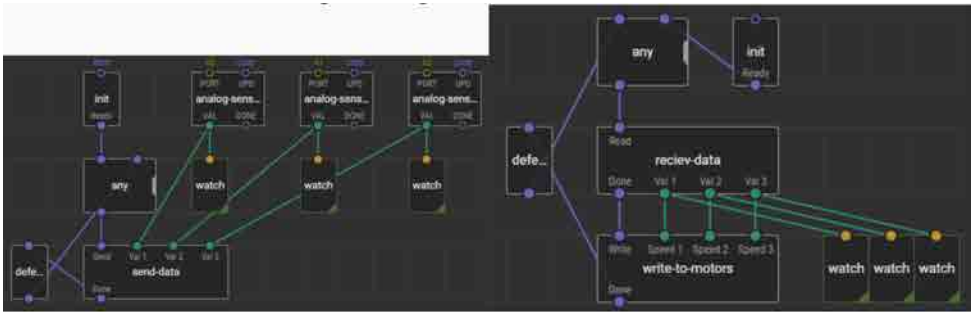 init
Ready
PORT UPD
analog-sens...
VAL DONE
PORT UPD
analog-sens...
VAL DONE
PORT UPD
analog-sens...
VAL DONE
any
watch
watch
watch
defe...
Send Val 1 Val 2 Val 3
send-data
Done
any
init
Ready
defe...
Read
reciev-data
Done Val 1 Val 2 Val 3
Write Speed 1 Speed 2 Speed 3
write-to-motors
Done
watch
watch
watch